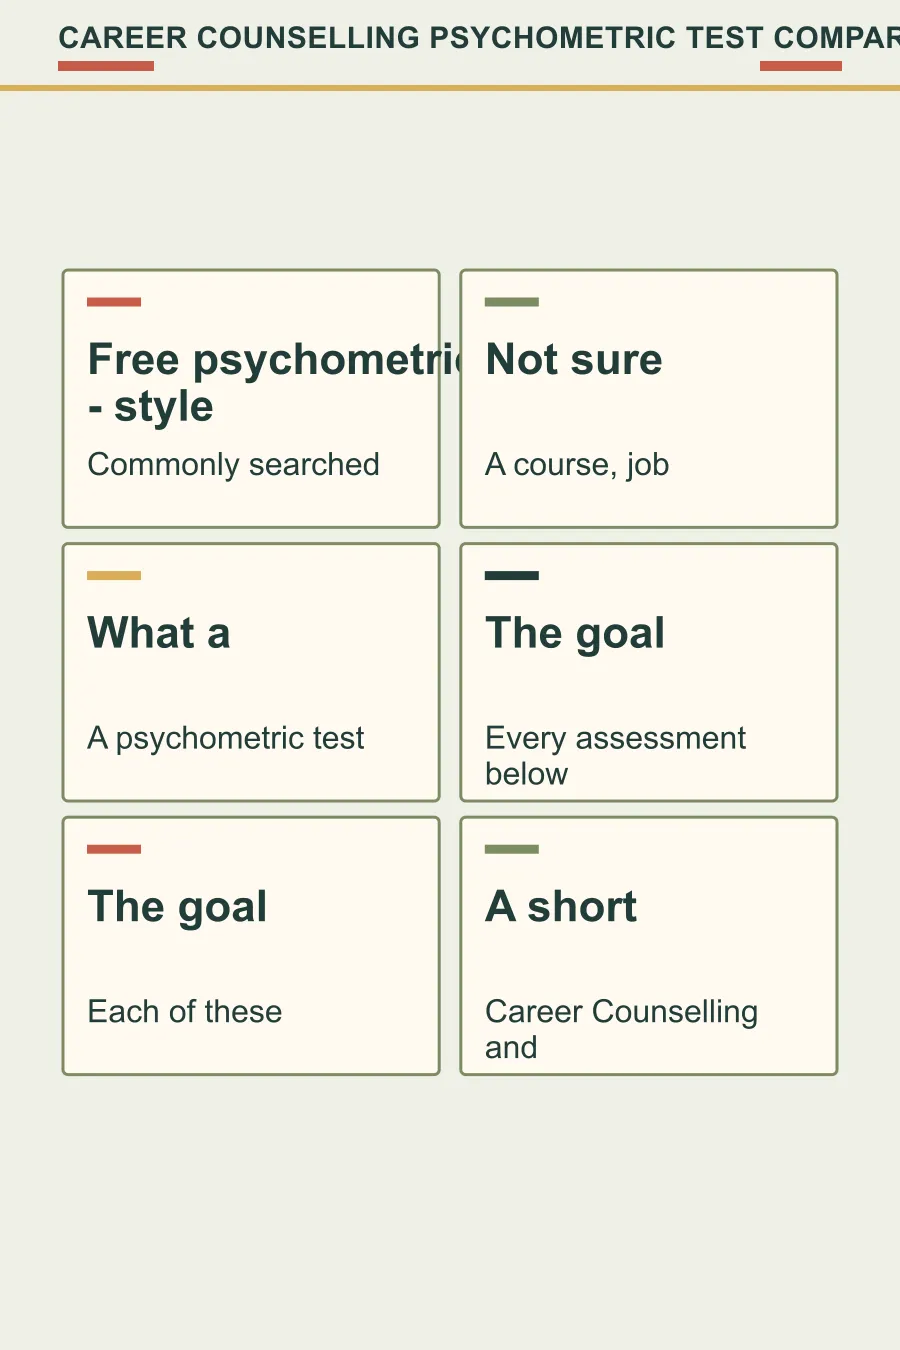 CAREER COUNSELLING PSYCHOMETRIC TEST COMPAR
Free psychometric
- style
Commonly searched
Not sure
A course, job
What a
A psychometric test
The goal
Every assessment
below
The goal
Each of these
A short
Career Counselling
and